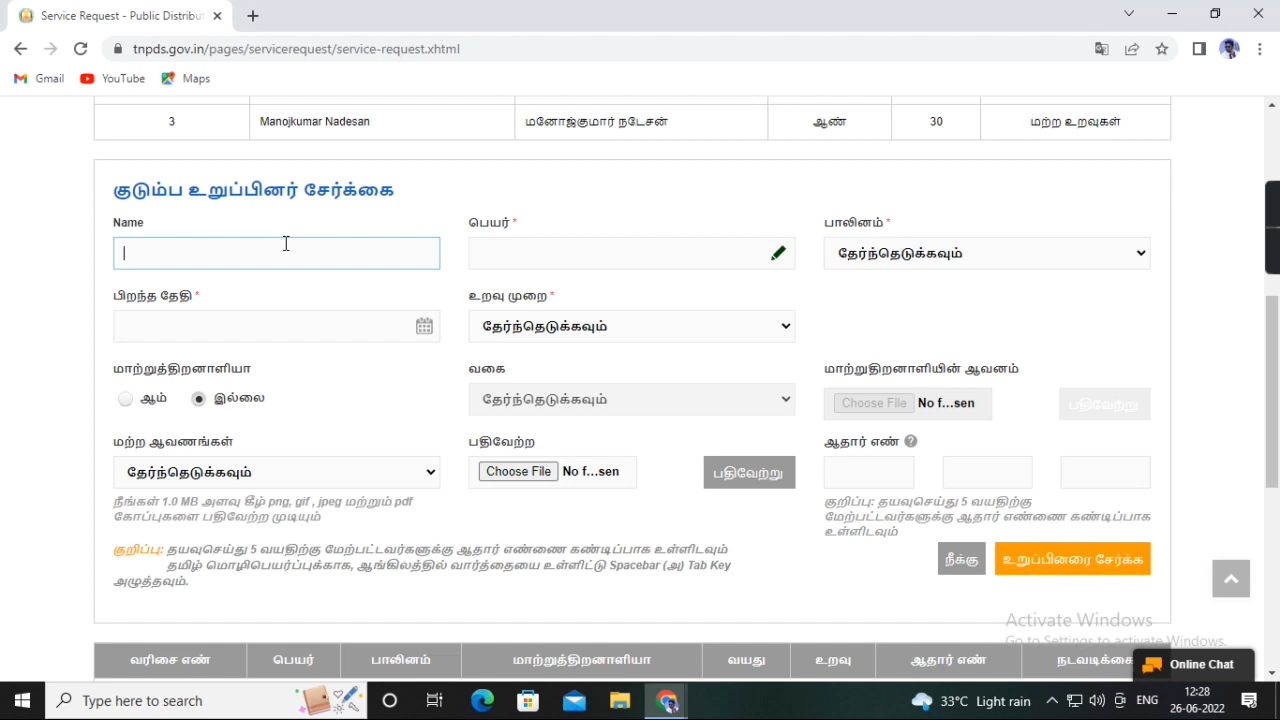 Service Request - Public Distribut
tnpds.gov.in/pages/servicerequest/service-request.xhtml
Gmail YouTube Maps
3 Manojkumar Nadesan மனோஜ்குமார் நடேசன் ஆண் 30 மற்ற உறவுகள்
குடும்ப உறுப்பினர் சேர்க்கை
Name பெயர் * பாலினம் *
தேர்ந்தெடுக்கவும்
பிறந்த தேதி * உறவு முறை *
தேர்ந்தெடுக்கவும்
மாற்றுத்திறனாளியா வகை மாற்றுதிறனாளியின் ஆவனம்
ஆம் இல்லை தேர்ந்தெடுக்கவும் Choose File No f...sen பதிவேற்று
மற்ற ஆவணங்கள் பதிவேற்ற ஆதார் எண் ?
தேர்ந்தெடுக்கவும் Choose File No f...sen பதிவேற்று
நீங்கள் 1.0 MB அளவு கீழ் png, gif , jpeg மற்றும் pdf
கோப்புகளை பதிவேற்ற முடியும்
குறிப்பு: தயவுசெய்து 5 வயதிற்கு
மேற்பட்டவர்களுக்கு ஆதார் எண்ணை கண்டிப்பாக
உள்ளிடவும்
குறிப்பு: தயவுசெய்து 5 வயதிற்கு மேற்பட்டவர்களுக்கு ஆதார் எண்ணை கண்டிப்பாக உள்ளிடவும்
தமிழ் மொழிபெயர்ப்புக்காக, ஆங்கிலத்தில் வார்த்தையை உள்ளிட்டு Spacebar (அ) Tab Key
அழுத்தவும்.
நீக்கு உறுப்பினரை சேர்க்க
Activate Windows
Go to Settings to activate Windows.
வரிசை எண் பெயர் பாலினம் மாற்றுத்திறனாளியா வயது உறவு ஆதார் எண் நடவடிக்கை
Online Chat
Type here to search 33°C Light rain ENG 12:28
26-06-2022